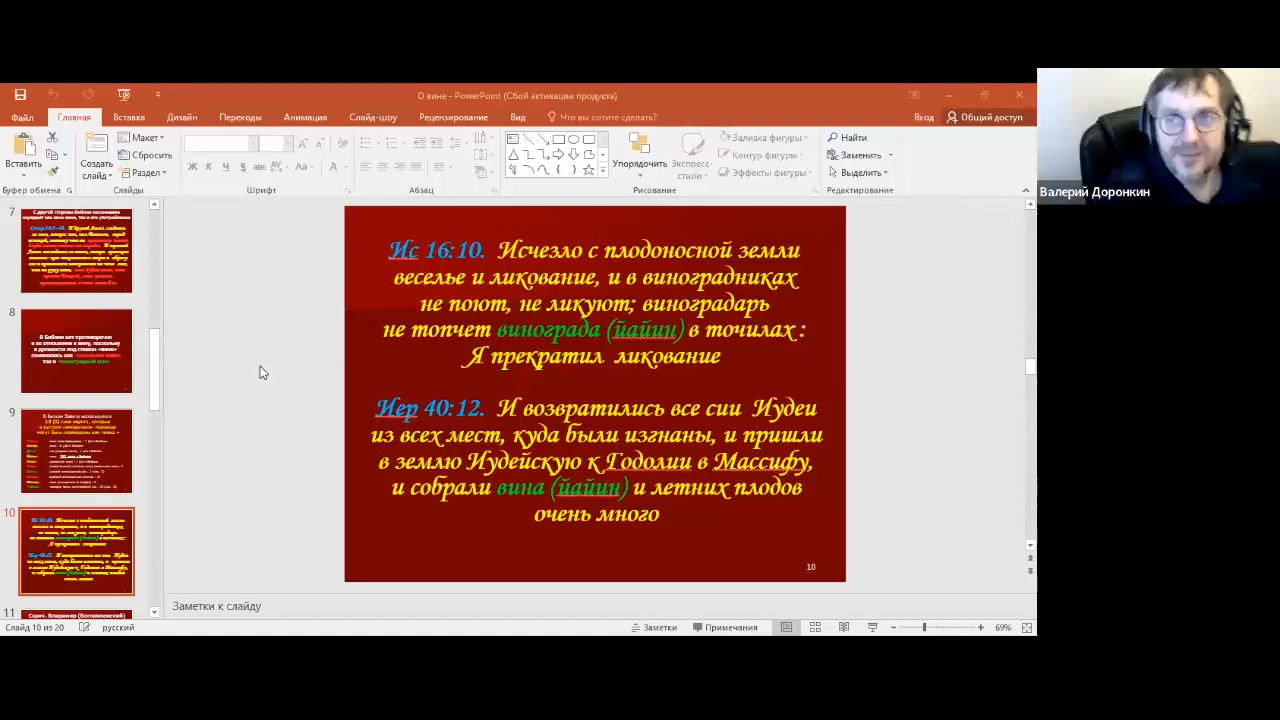 О вине - PowerPoint (Сбой активации продукта)
Файл Главная Вставка Дизайн Переходы Анимация Слайд-шоу Рецензирование Вид Что вы хотите сделать? Вход Общий доступ
Вставить
Создать слайд
Макет
Сбросить
Раздел
Упорядочить
Экспресс-стили
Заливка фигуры
Контур фигуры
Эффекты фигуры
Найти
Заменить
Выделить
Буфер обмена Слайды Шрифт Абзац Рисование Редактирование
Валерий Доронкин
7
8
В Библии нет противоречия
9
10
11
Ис 16:10. Исчезло с плодоносной земли
веселье и ликование, и в виноградниках
не поют, не ликуют; виноградарь
не топчет винограда (йайин) в точилах :
Я прекратил ликование
Иер 40:12. И возвратились все сии Иудеи
из всех мест, куда были изгнаны, и пришли
в землю Иудейскую к Годолии в Массифу,
и собрали вина (йайин) и летних плодов
очень много
10
Заметки к слайду
Слайд 10 из 20 русский Заметки Примечания 69%